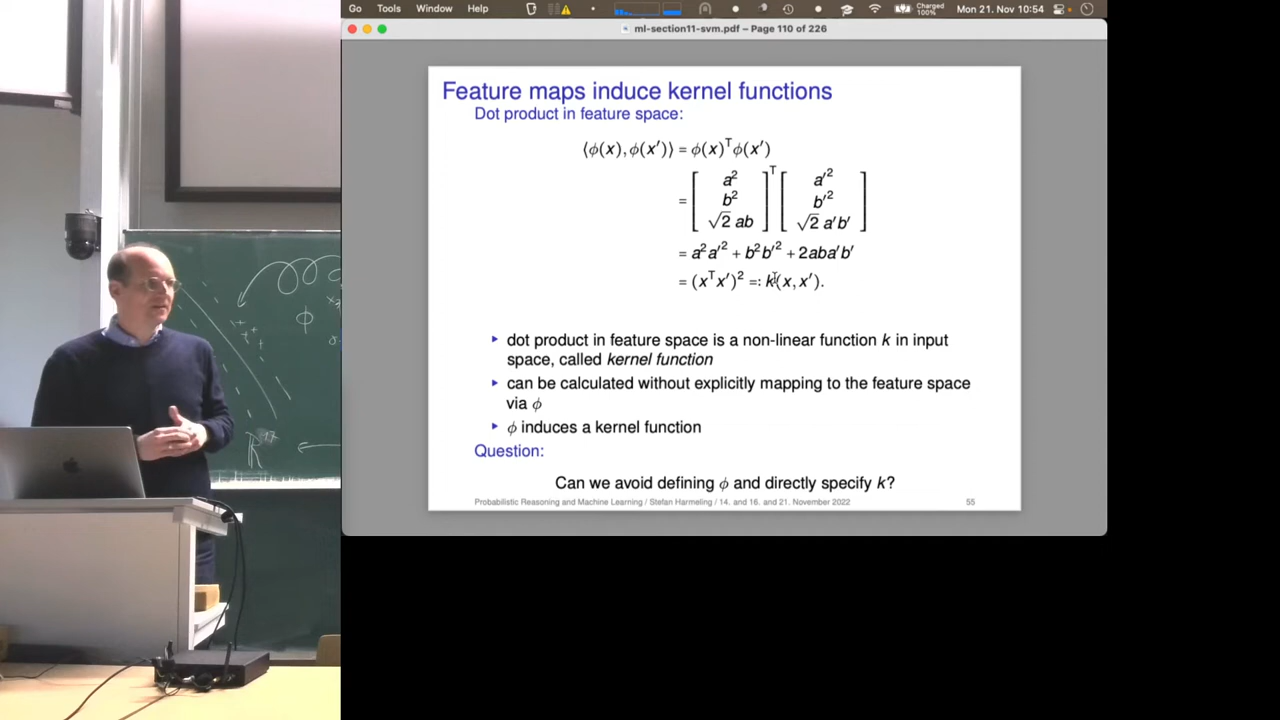 Go Tools Window Help Charged 100% Mon 21. Nov 10:54
ml-section11-svm.pdf – Page 110 of 226
Feature maps induce kernel functions
Dot product in feature space:
⟨ϕ(x), ϕ(x′)⟩ = ϕ(x)ᵀϕ(x′)
= [a² b² √2 ab]ᵀ [a′² b′² √2 a′b′]
= a²a′² + b²b′² + 2aba′b′
= (xᵀx′)² =: k(x, x′).
▸ dot product in feature space is a non-linear function k in input
space, called kernel function
▸ can be calculated without explicitly mapping to the feature space
via ϕ
▸ ϕ induces a kernel function
Question:
Can we avoid defining ϕ and directly specify k?
Probabilistic Reasoning and Machine Learning / Stefan Harmeling / 14. and 16. and 21. November 2022 55
ϕ